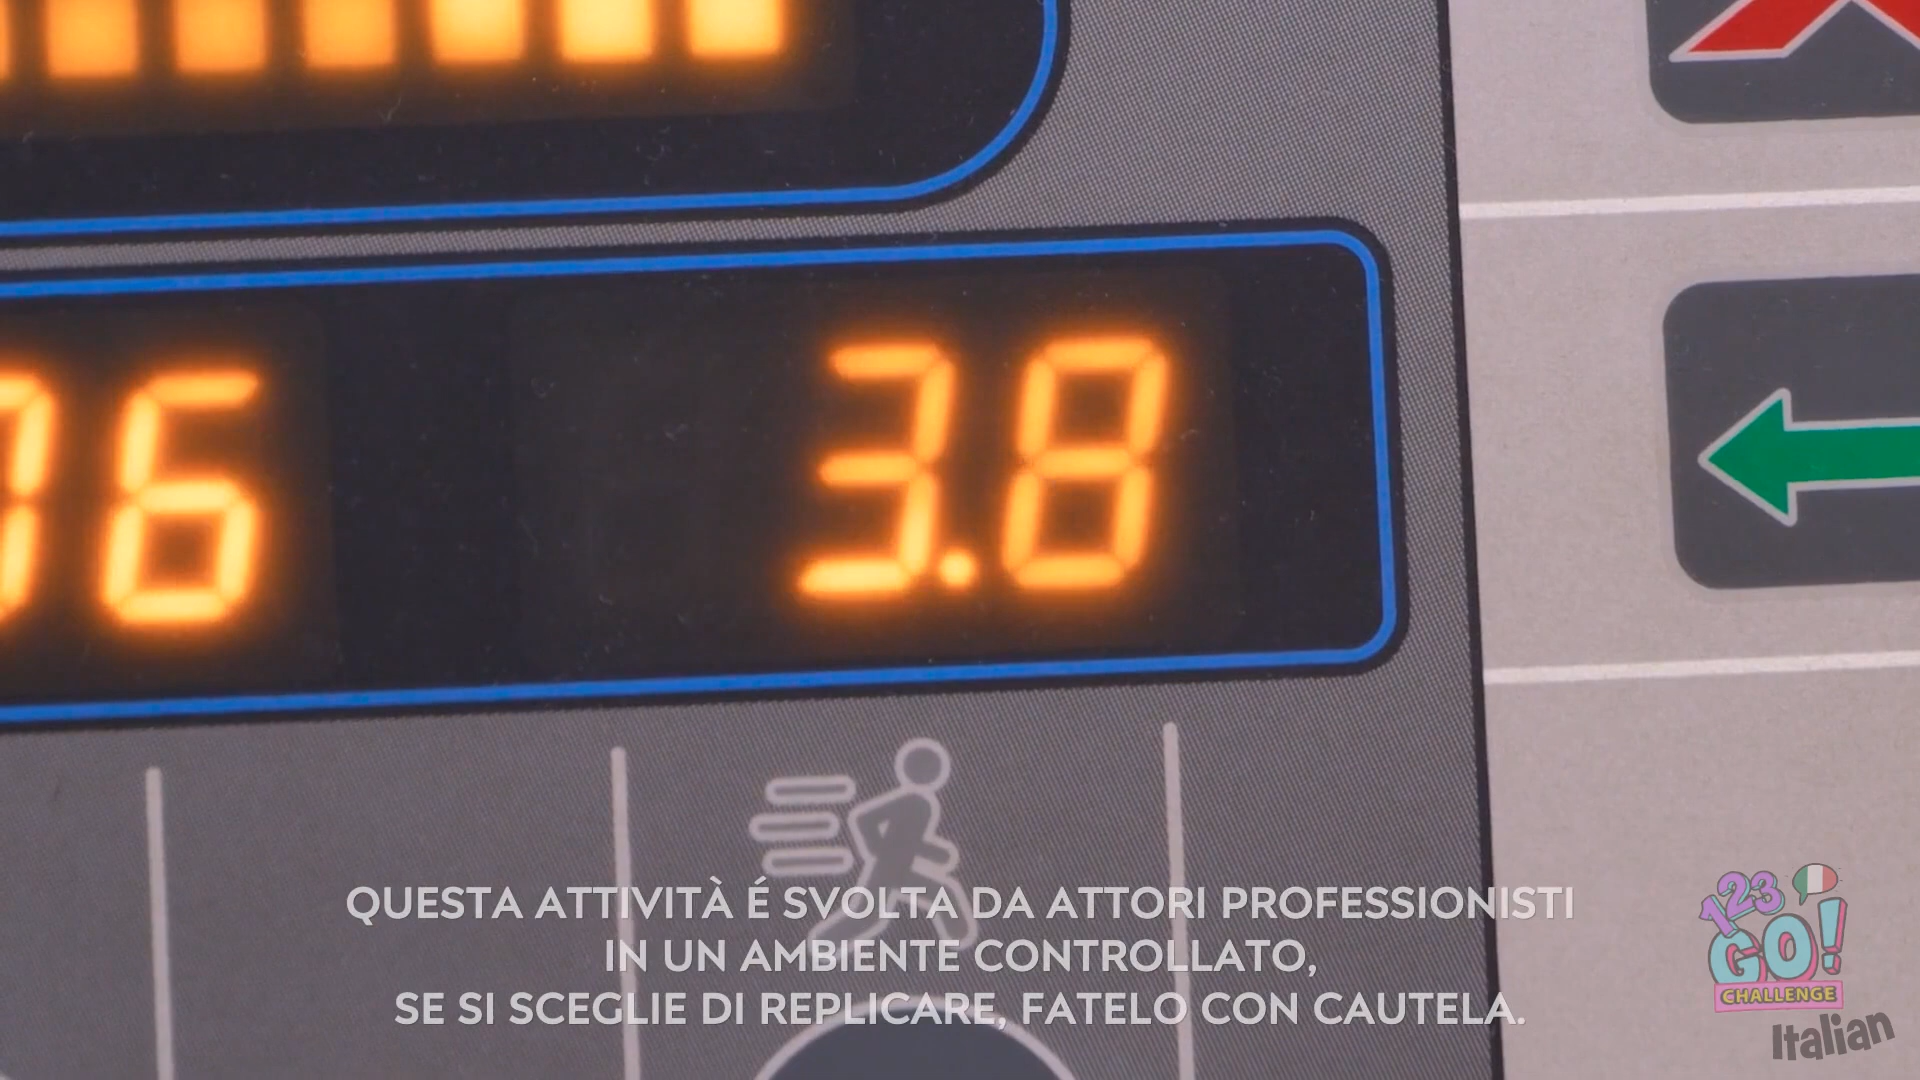 76
3.8
QUESTA ATTIVITÀ É SVOLTA DA ATTORI PROFESSIONISTI
IN UN AMBIENTE CONTROLLATO,
SE SI SCEGLIE DI REPLICARE, FATELO CON CAUTELA.
123
GO!
CHALLENGE
Italian